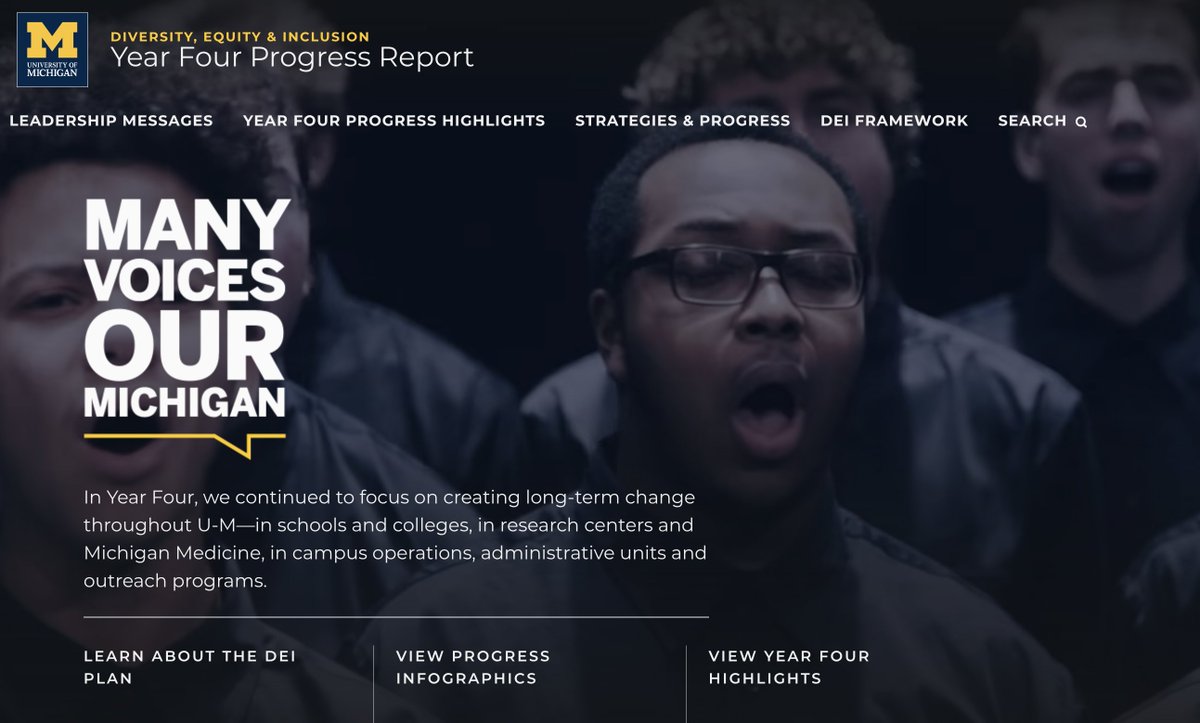 M
UNIVERSITY OF
MICHIGAN
DIVERSITY, EQUITY & INCLUSION
Year Four Progress Report
LEADERSHIP MESSAGES YEAR FOUR PROGRESS HIGHLIGHTS STRATEGIES & PROGRESS DEI FRAMEWORK SEARCH
MANY
VOICES
OUR
MICHIGAN
In Year Four, we continued to focus on creating long-term change
throughout U-M—in schools and colleges, in research centers and
Michigan Medicine, in campus operations, administrative units and
outreach programs.
LEARN ABOUT THE DEI
PLAN
VIEW PROGRESS
INFOGRAPHICS
VIEW YEAR FOUR
HIGHLIGHTS